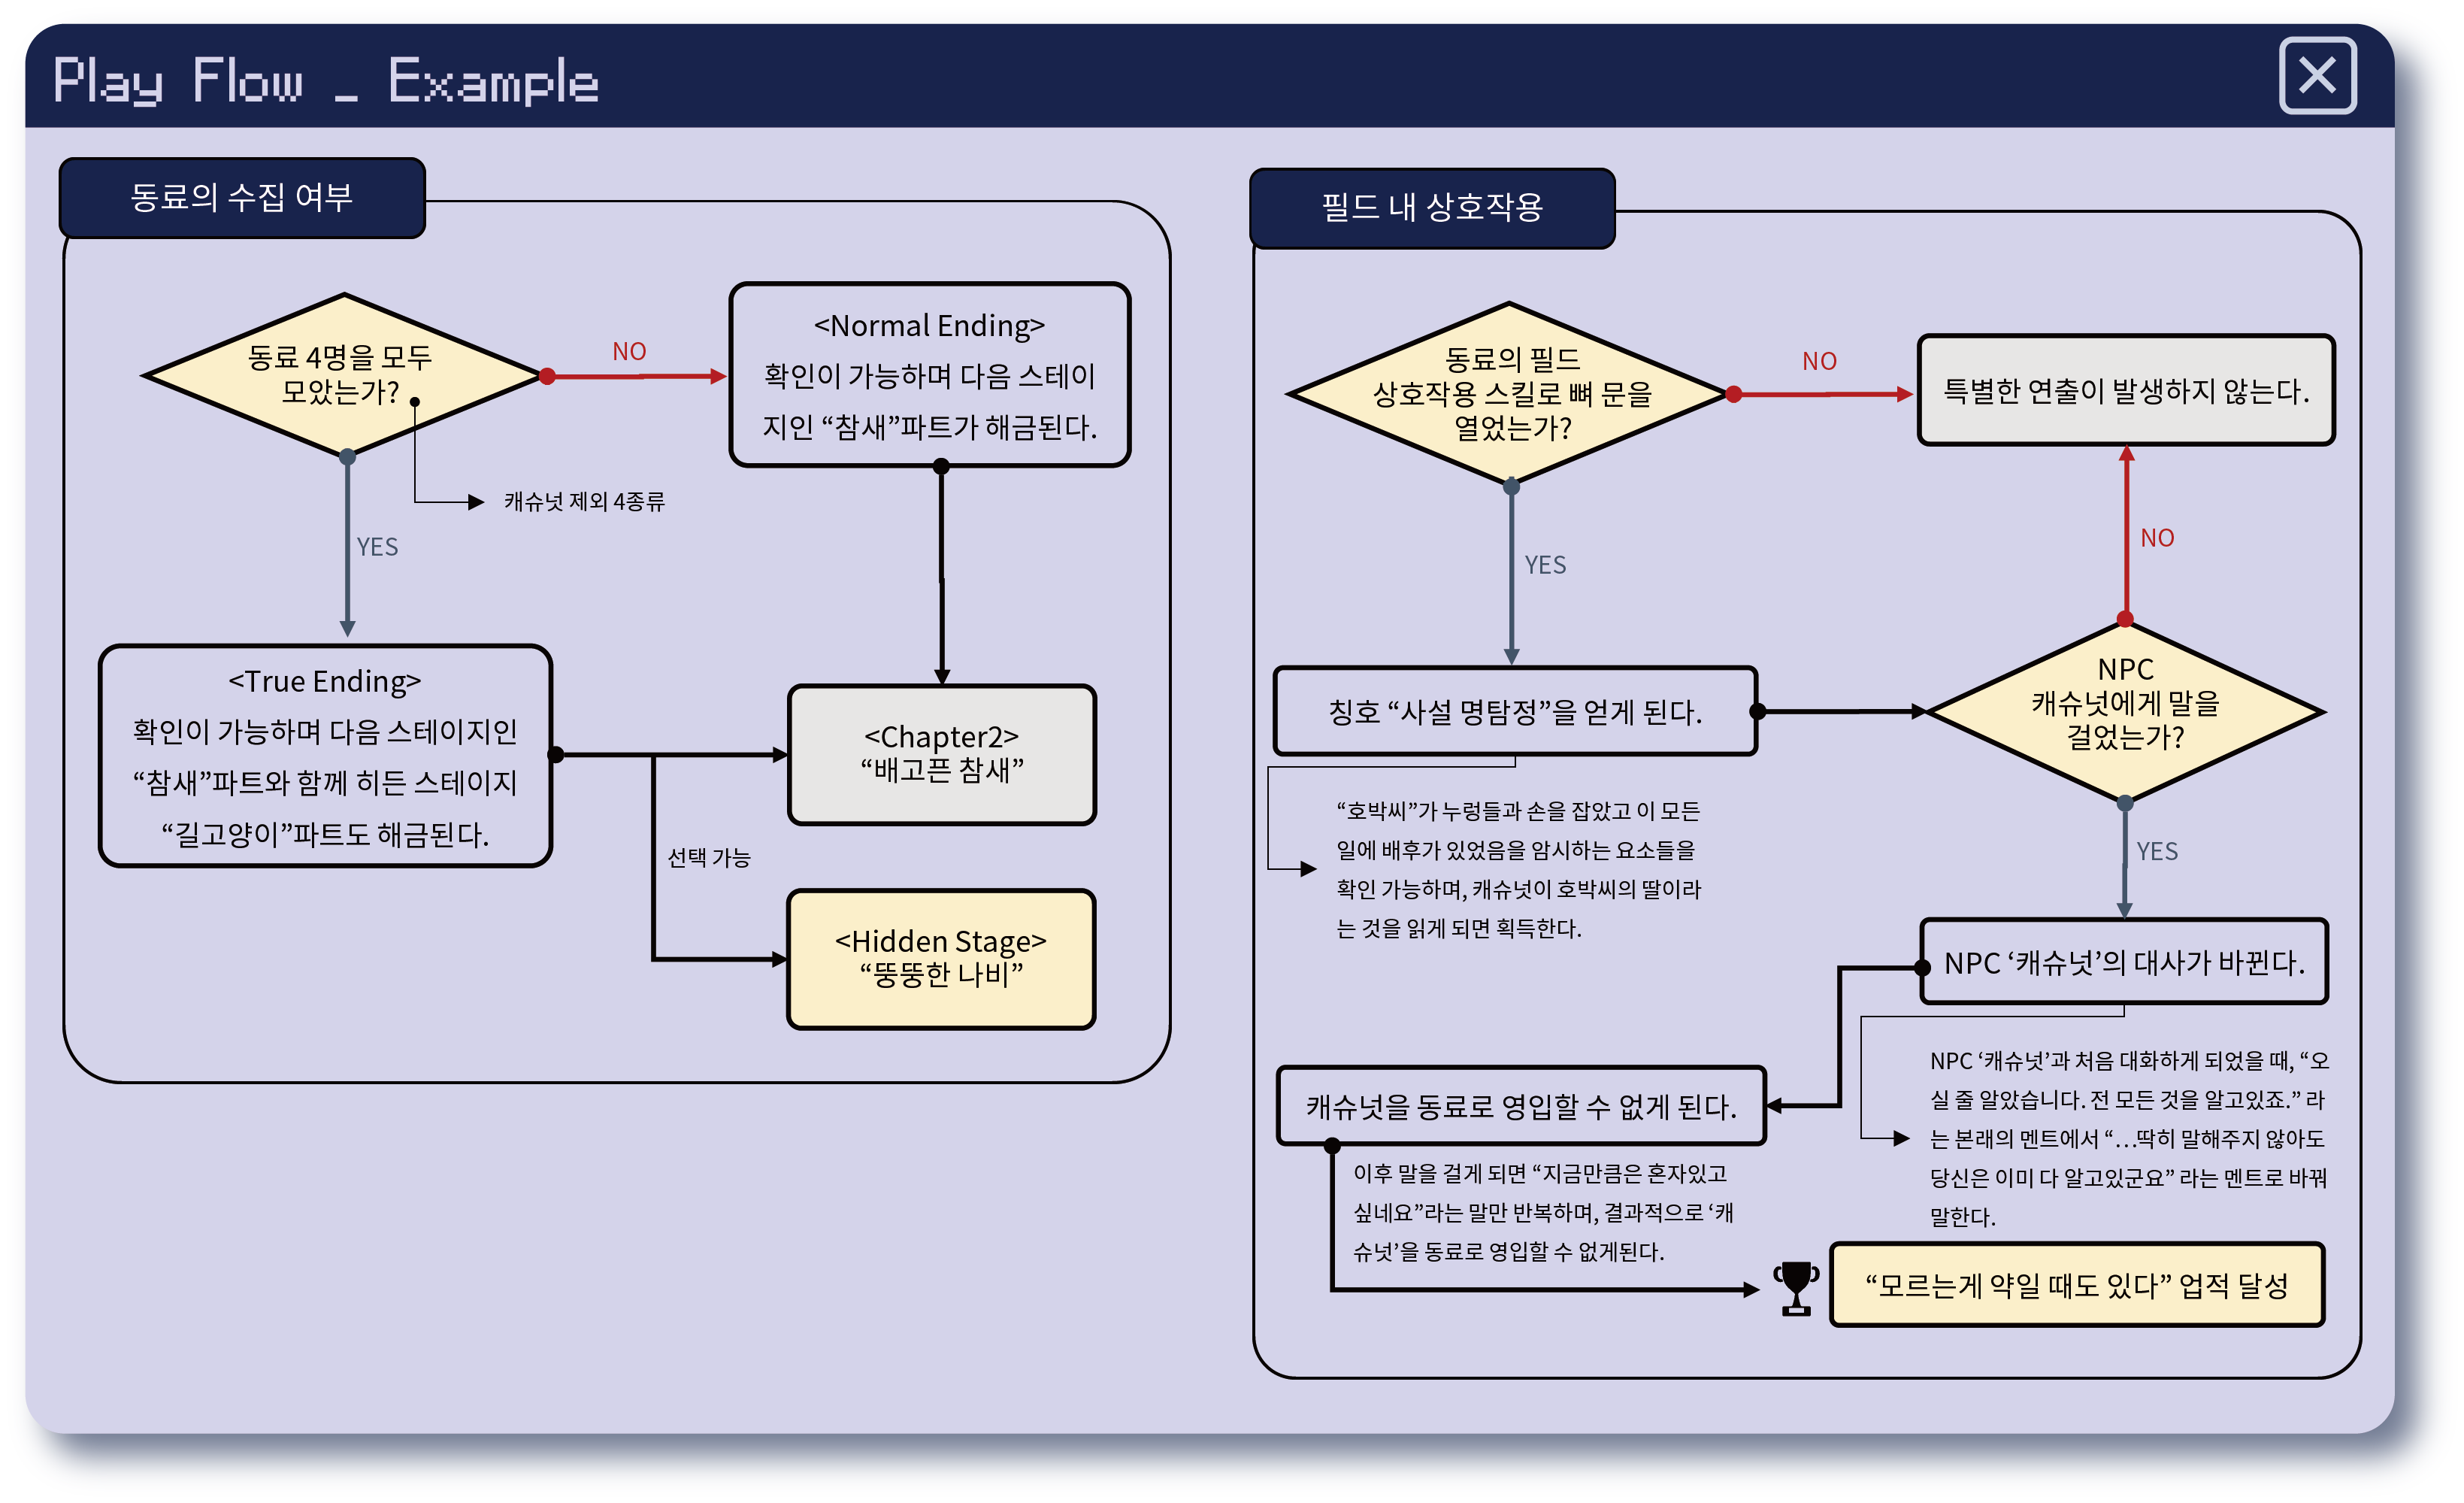 Play Flow _ Example
동료의 수집 여부
동료 4명을 모두
모았는가?
NO
<Normal Ending>
확인이 가능하며 다음 스테이
지인 “참새”파트가 해금된다.
캐슈넛 제외 4종류
YES
<True Ending>
확인이 가능하며 다음 스테이지인
“참새”파트와 함께 히든 스테이지
“길고양이”파트도 해금된다.
<Chapter2>
“배고픈 참새”
선택 가능
<Hidden Stage>
“뚱뚱한 나비”
필드 내 상호작용
동료의 필드
상호작용 스킬로 뼈 문을
열었는가?
NO
특별한 연출이 발생하지 않는다.
YES
NO
칭호 “사설 명탐정”을 얻게 된다.
NPC
캐슈넛에게 말을
걸었는가?
“호박씨”가 누렁들과 손을 잡았고 이 모든
일에 배후가 있었음을 암시하는 요소들을
확인 가능하며, 캐슈넛이 호박씨의 딸이라
는 것을 읽게 되면 획득한다.
YES
NPC ‘캐슈넛’의 대사가 바뀐다.
NPC ‘캐슈넛’과 처음 대화하게 되었을 때, “오
실 줄 알았습니다. 전 모든 것을 알고있죠.” 라
는 본래의 멘트에서 “…딱히 말해주지 않아도
당신은 이미 다 알고있군요” 라는 멘트로 바꿔
말한다.
캐슈넛을 동료로 영입할 수 없게 된다.
이후 말을 걸게 되면 “지금만큼은 혼자있고
싶네요”라는 말만 반복하며, 결과적으로 ‘캐
슈넛’을 동료로 영입할 수 없게된다.
“모르는게 약일 때도 있다” 업적 달성